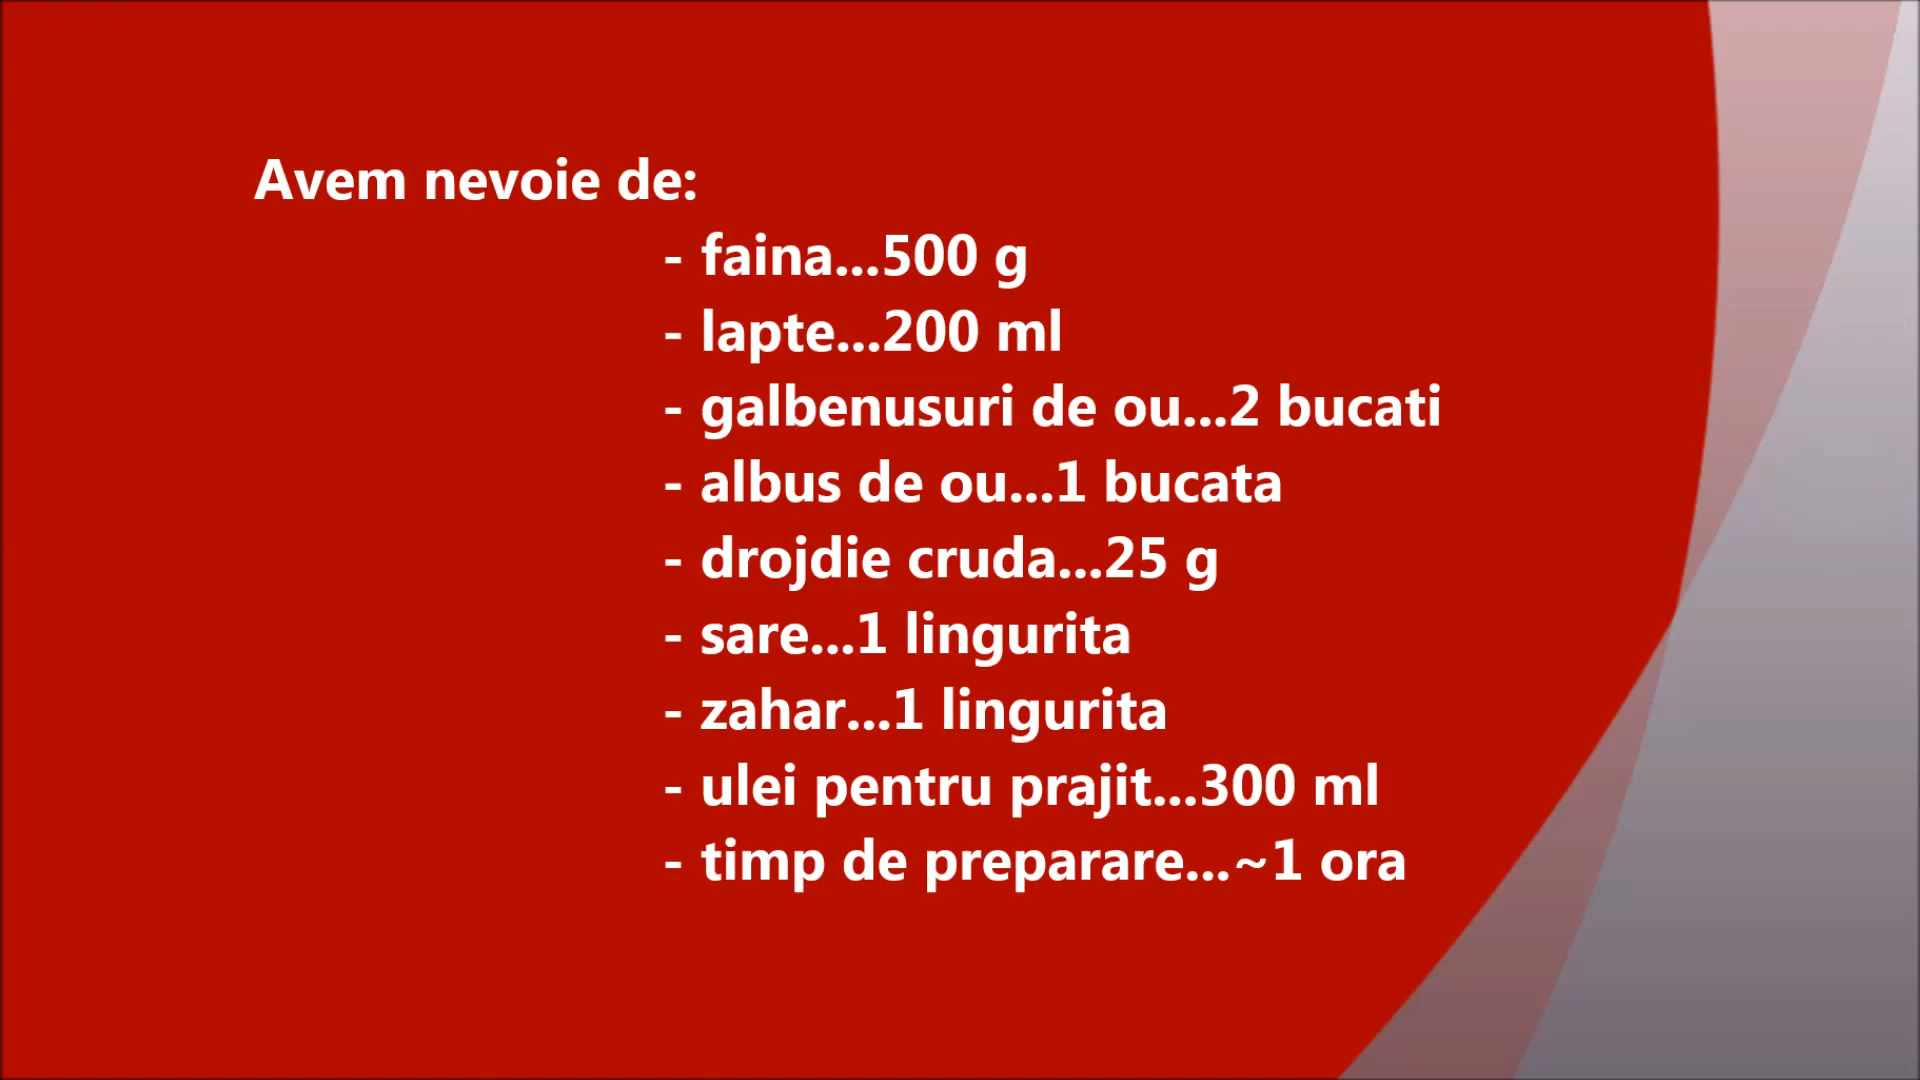 Avem nevoie de:
- faina...500 g
- lapte...200 ml
- galbenusuri de ou...2 bucati
- albus de ou...1 bucata
- drojdie cruda...25 g
- sare...1 lingurita
- zahar...1 lingurita
- ulei pentru prajit...300 ml
- timp de preparare...~1 ora